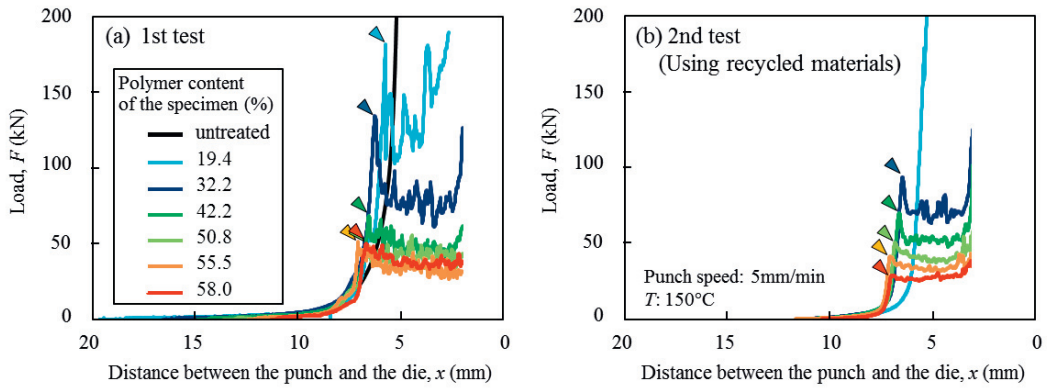 (a) 1st test
Polymer content
of the specimen (%)
untreated
19.4
32.2
42.2
50.8
55.5
58.0
Load, F (kN)
200
150
100
50
0
20
15
10
5
0
Distance between the punch and the die, x (mm)
(b) 2nd test
(Using recycled materials)
Punch speed: 5mm/min
T: 150°C
Load, F (kN)
200
150
100
50
0
20
15
10
5
0
Distance between the punch and the die, x (mm)